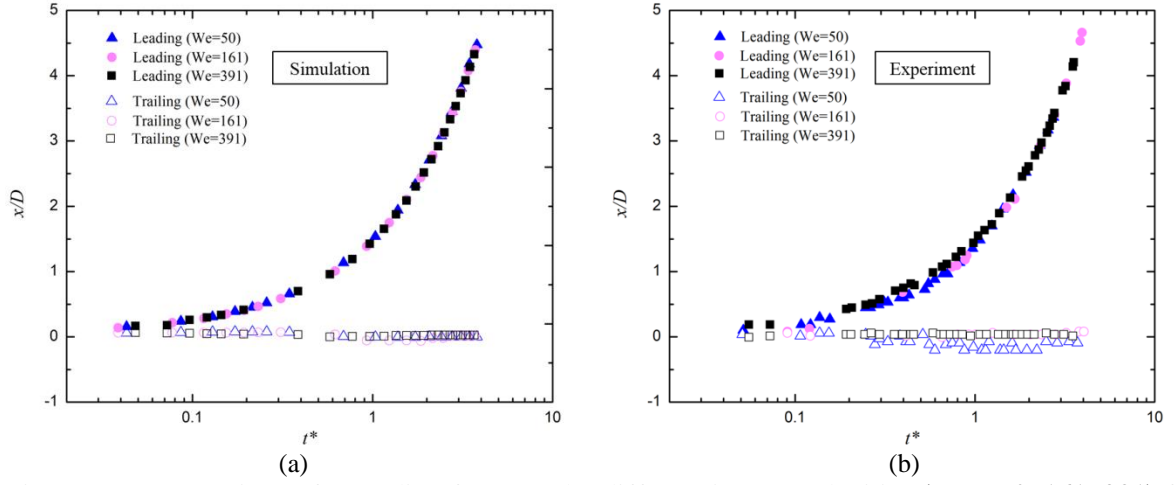 5
4
3
2
1
0
-1
x/D
Leading (We=50)
Leading (We=161)
Leading (We=391)
Trailing (We=50)
Trailing (We=161)
Trailing (We=391)
Simulation
0.1
1
10
t*
(a)
5
4
3
2
1
0
-1
x/D
Leading (We=50)
Leading (We=161)
Leading (We=391)
Trailing (We=50)
Trailing (We=161)
Trailing (We=391)
Experiment
0.1
1
10
t*
(b)